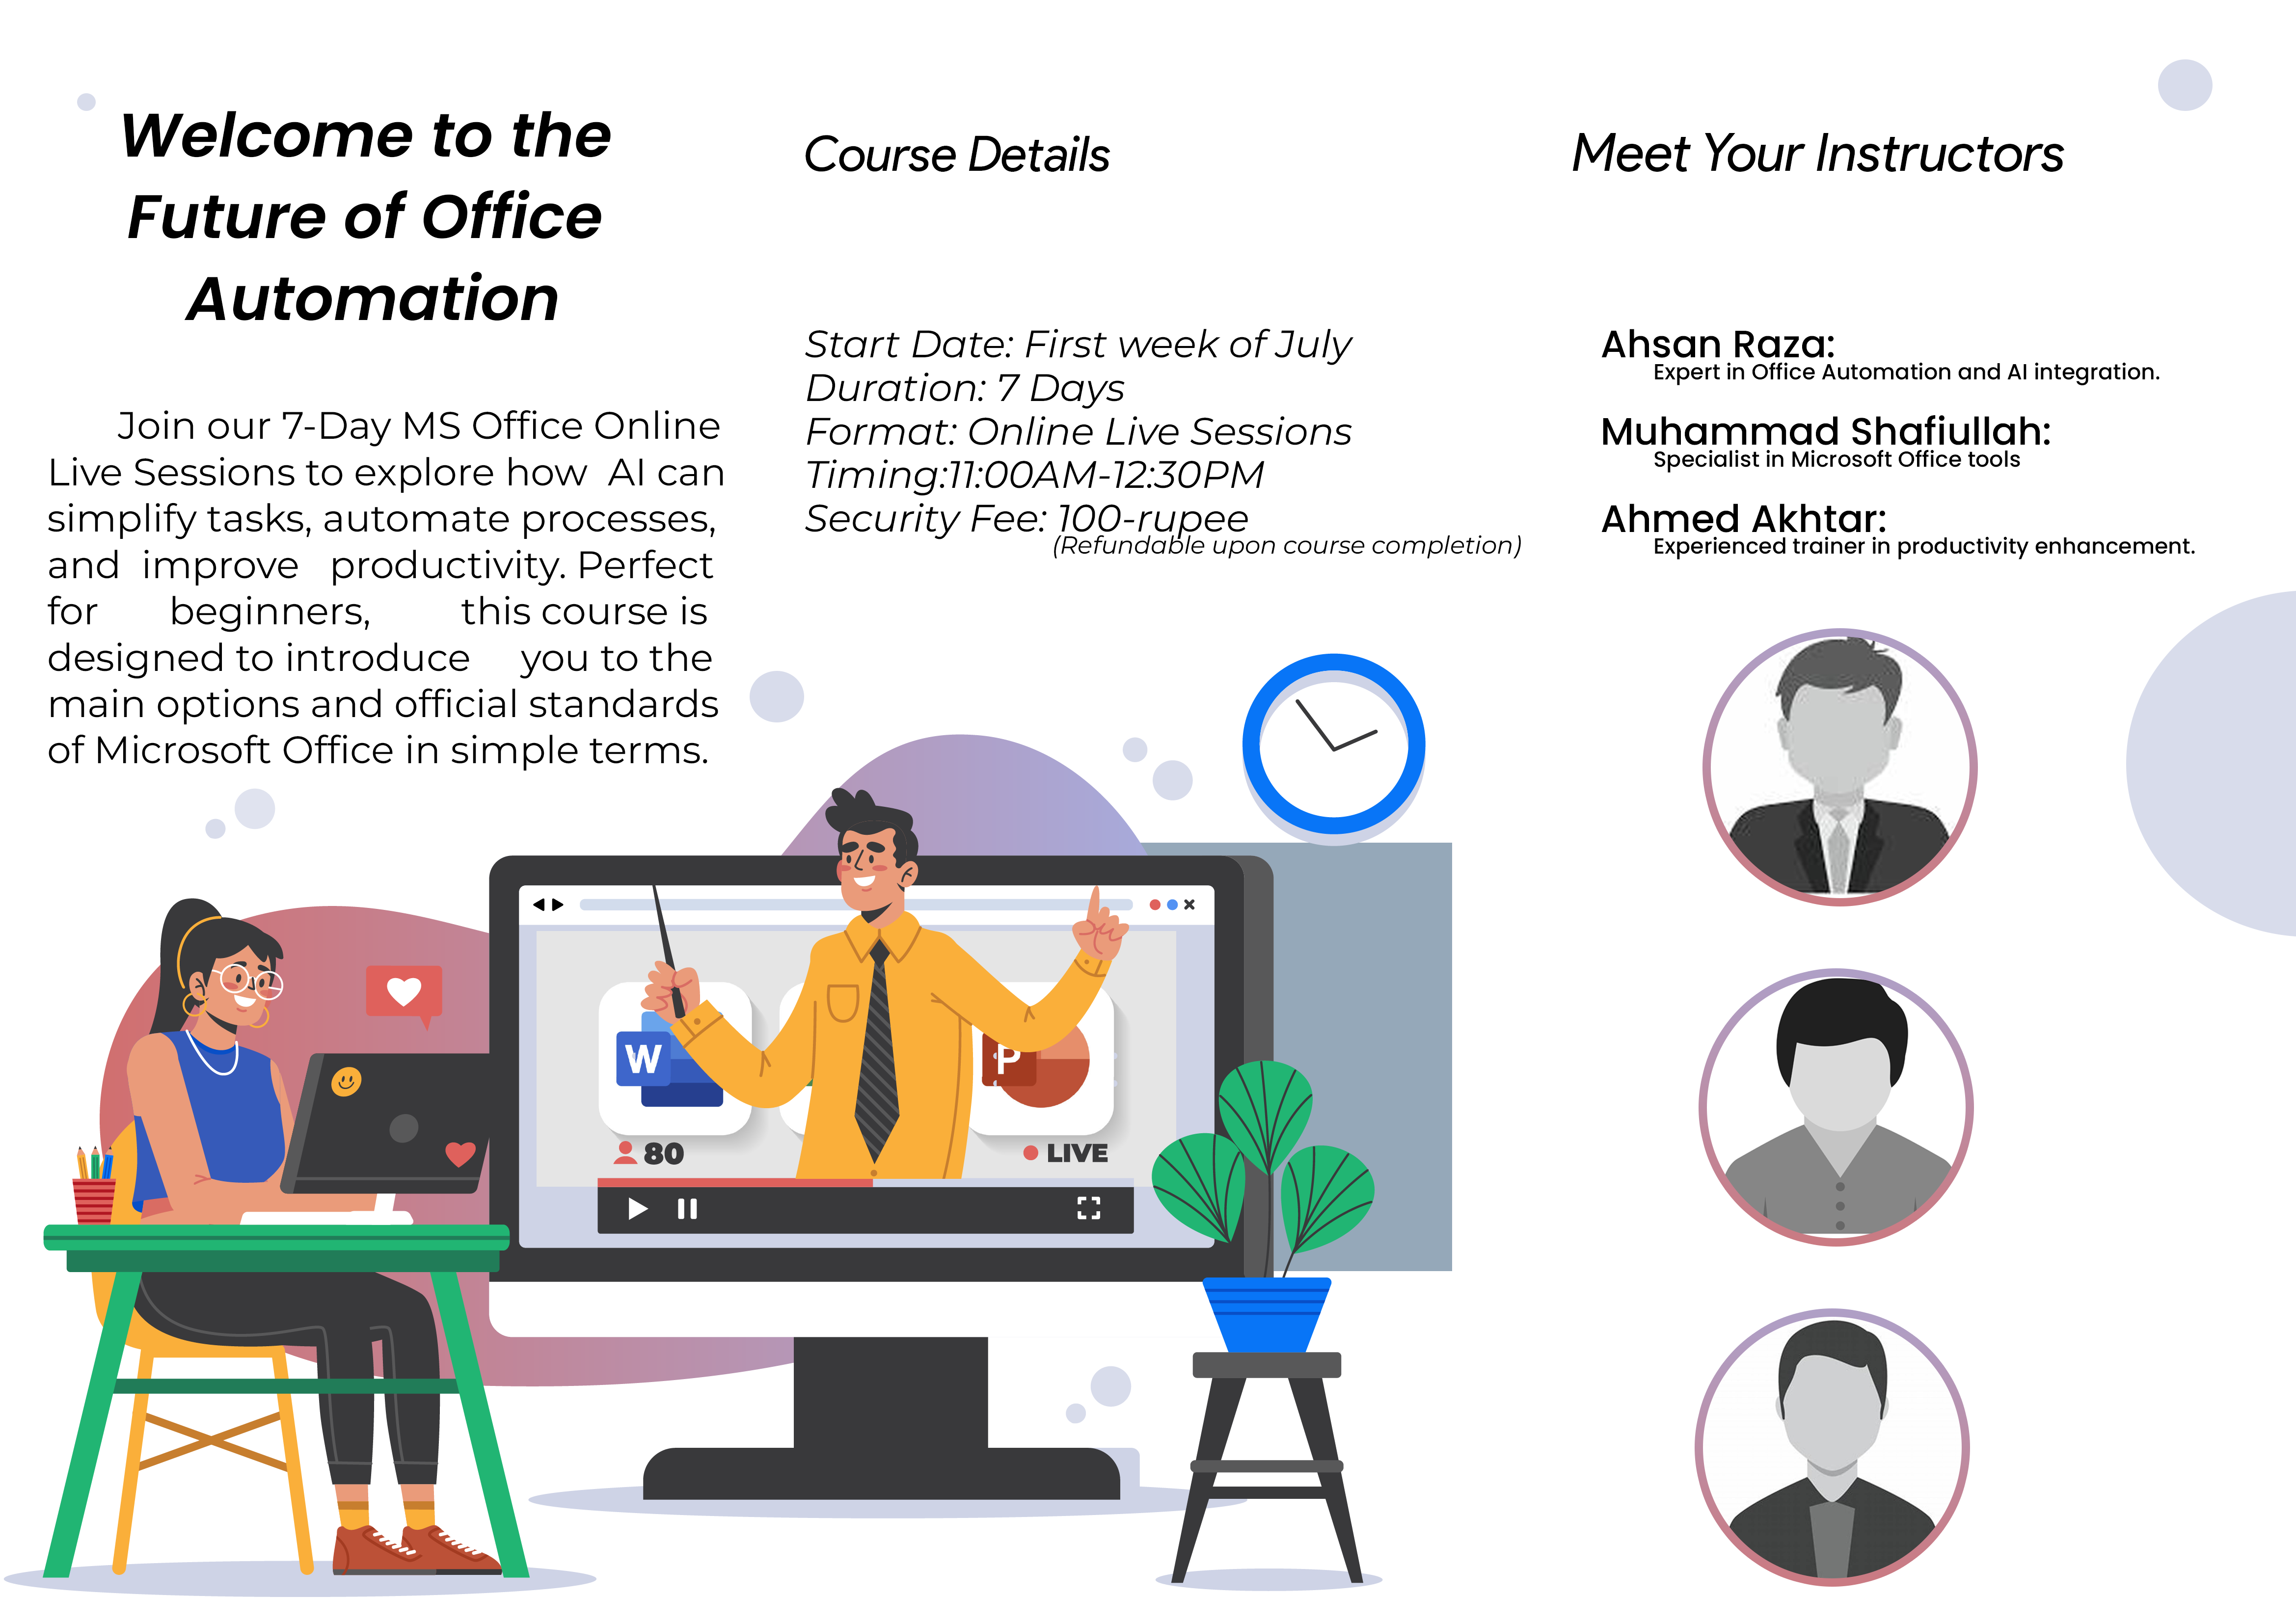 Welcome to the
Future of Office
Automation
Join our 7-Day MS Office Online
Live Sessions to explore how AI can
simplify tasks, automate processes,
and improve productivity. Perfect
for beginners, this course is
designed to introduce you to the
main options and official standards
of Microsoft Office in simple terms.
Course Details
Start Date: First week of July
Duration: 7 Days
Format: Online Live Sessions
Timing:11:00AM-12:30PM
Security Fee: 100-rupee
(Refundable upon course completion)
Meet Your Instructors
Ahsan Raza:
Expert in Office Automation and AI integration.
Muhammad Shafiullah:
Specialist in Microsoft Office tools
Ahmed Akhtar:
Experienced trainer in productivity enhancement.
W
P
80
LIVE